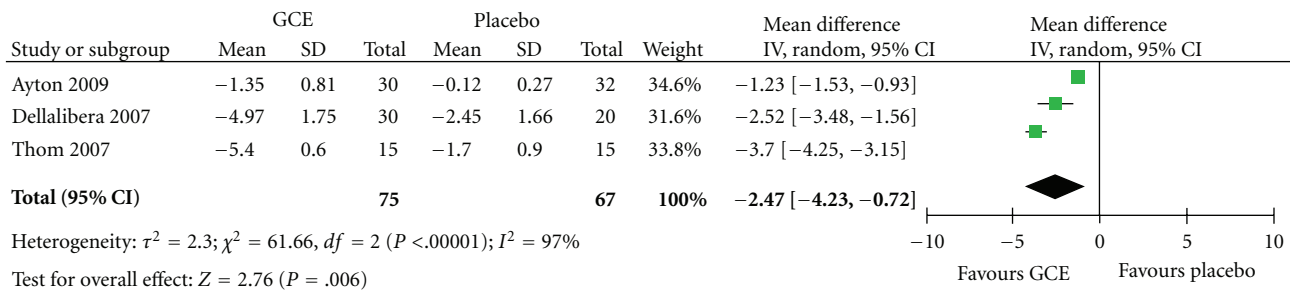 GCE Placebo Mean difference Mean difference
Study or subgroup Mean SD Total Mean SD Total Weight IV, random, 95% CI IV, random, 95% CI
Ayton 2009 −1.35 0.81 30 −0.12 0.27 32 34.6% −1.23 [−1.53, −0.93]
Dellalibera 2007 −4.97 1.75 30 −2.45 1.66 20 31.6% −2.52 [−3.48, −1.56]
Thom 2007 −5.4 0.6 15 −1.7 0.9 15 33.8% −3.7 [−4.25, −3.15]
Total (95% CI) 75 67 100% −2.47 [−4.23, −0.72]
Heterogeneity: τ² = 2.3; χ² = 61.66, df = 2 (P <.00001); I² = 97%
−10 −5 0 5 10
Test for overall effect: Z = 2.76 (P = .006)
Favours GCE Favours placebo